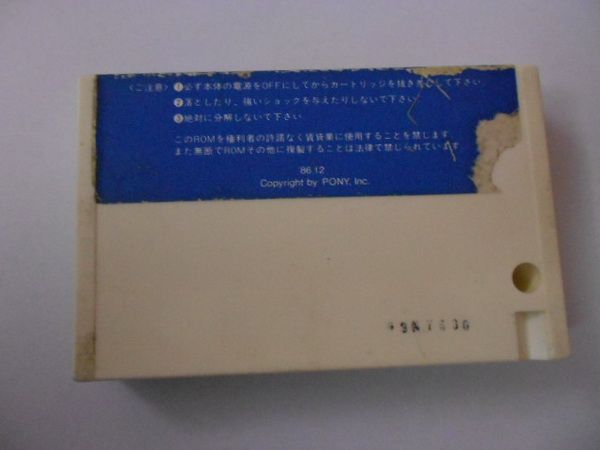 〈ご注意〉①必ず本体の電源をOFFにしてからカートリッジを抜き差しして下さい。
②落としたり、強いショックを与えたりしないで下さい。
③絶対に分解しないで下さい。
このROMを権利者の許諾なく賃貸業に使用することを禁じます。
また無断でROMその他に複製することは法律で禁じられています。
'86.12
Copyright by PONY, Inc.